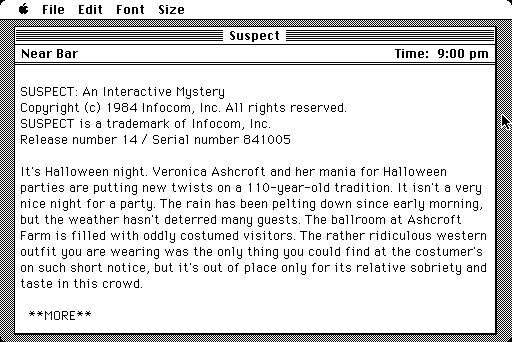 File Edit Font Size
Suspect
Near Bar Time: 9:00 pm
SUSPECT: An Interactive Mystery
Copyright (c) 1984 Infocom, Inc. All rights reserved.
SUSPECT is a trademark of Infocom, Inc.
Release number 14 / Serial number 841005
It's Halloween night. Veronica Ashcroft and her mania for Halloween
parties are putting new twists on a 110-year-old tradition. It isn't a very
nice night for a party. The rain has been pelting down since early morning,
but the weather hasn't deterred many guests. The ballroom at Ashcroft
Farm is filled with oddly costumed visitors. The rather ridiculous western
outfit you are wearing was the only thing you could find at the costumer's
on such short notice, but it's out of place only for its relative sobriety and
taste in this crowd.
**MORE**